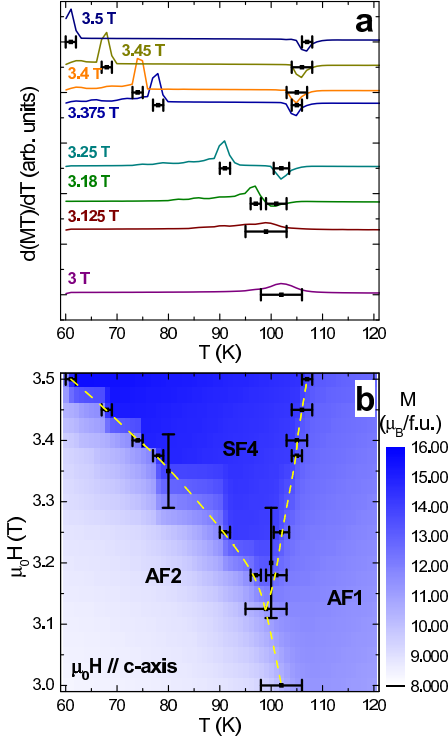 a
3.5 T
3.45 T
3.4 T
3.375 T
3.25 T
3.18 T
3.125 T
3 T
d(MT)/dT (arb. units)
60 70 80 90 100 110 120
T (K)
b
M
(μB/f.u.)
3.5
3.4
3.3
3.2
3.1
3.0
μ0H (T)
SF4
AF2
AF1
μ0H // c-axis
16.00
15.00
14.00
13.00
12.00
11.00
10.00
9.000
8.000
60 70 80 90 100 110 120
T (K)